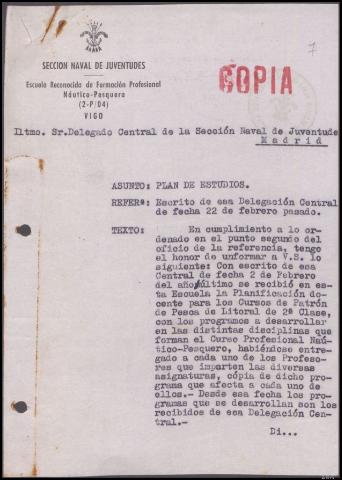 SECCION NAVAL DE JUVENTUDES
Escuela Reconocida de Formación Profesional
Náutico-Pesquera
(2-P/04)
VIGO
7
COPIA
Iltmo. Sr.Delegado Central de la Sección Naval de Juventude
Madrid
ASUNTO: PLAN DE ESTUDIOS.
REFERª: Escrito de esa Delegación Central
de fecha 22 de febrero pasado.
TEXTO: En cumplimiento a lo or-
denado en el punto segundo del
oficio de la referencia, tengo
el honor de unformar a V.S. lo
siguiente: Con escrito de esa
Central de fecha 2 de Febrero
del año último se recibió en es-
ta Escuela la Planificación do-
cente para los Cursos de Patrón
de Pesca de Litoral de 2ª Clase,
con los programas a desarrollar
en las distintas disciplinas que
forman el Curso Profesional Naú-
tico-Pesquero, habiéndose entre-
gado a cada uno de los Profeso-
res que imparten las diversas
asignaturas, cópia de dicho pro-
grama que afecta a cada uno de
ellos.- Desde esa fecha los pro-
gramas que se desarrollan son los
recibidos de esa Delegación Cen-
tral.-
Di...